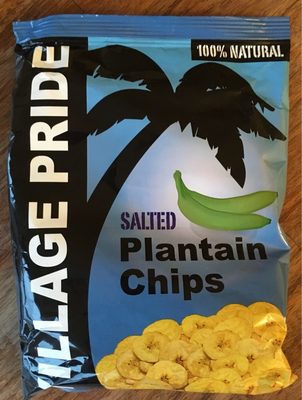 100% NATURAL
ILLAGE PRIDE
SALTED
Plantain
Chips